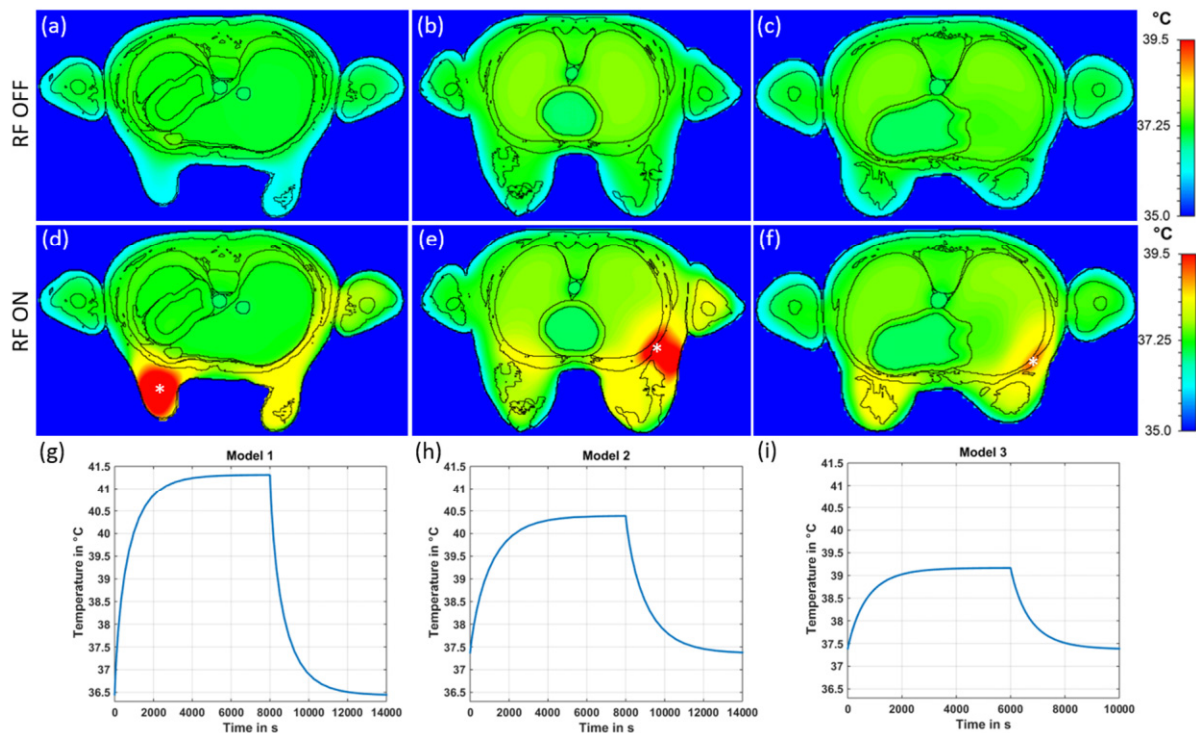 (a) (b) (c) °C
RF OFF
39.5
37.25
35.0
(d) (e) (f) °C
RF ON
39.5
37.25
35.0
(g) (h) (i)
Model 1
Temperature in °C
41.5
41
40.5
40
39.5
39
38.5
38
37.5
37
36.5
0 2000 4000 6000 8000 10000 12000 14000
Time in s
Model 2
Temperature in °C
41.5
41
40.5
40
39.5
39
38.5
38
37.5
37
36.5
0 2000 4000 6000 8000 10000 12000 14000
Time in s
Model 3
Temperature in °C
41.5
41
40.5
40
39.5
39
38.5
38
37.5
37
36.5
0 2000 4000 6000 8000 10000
Time in s